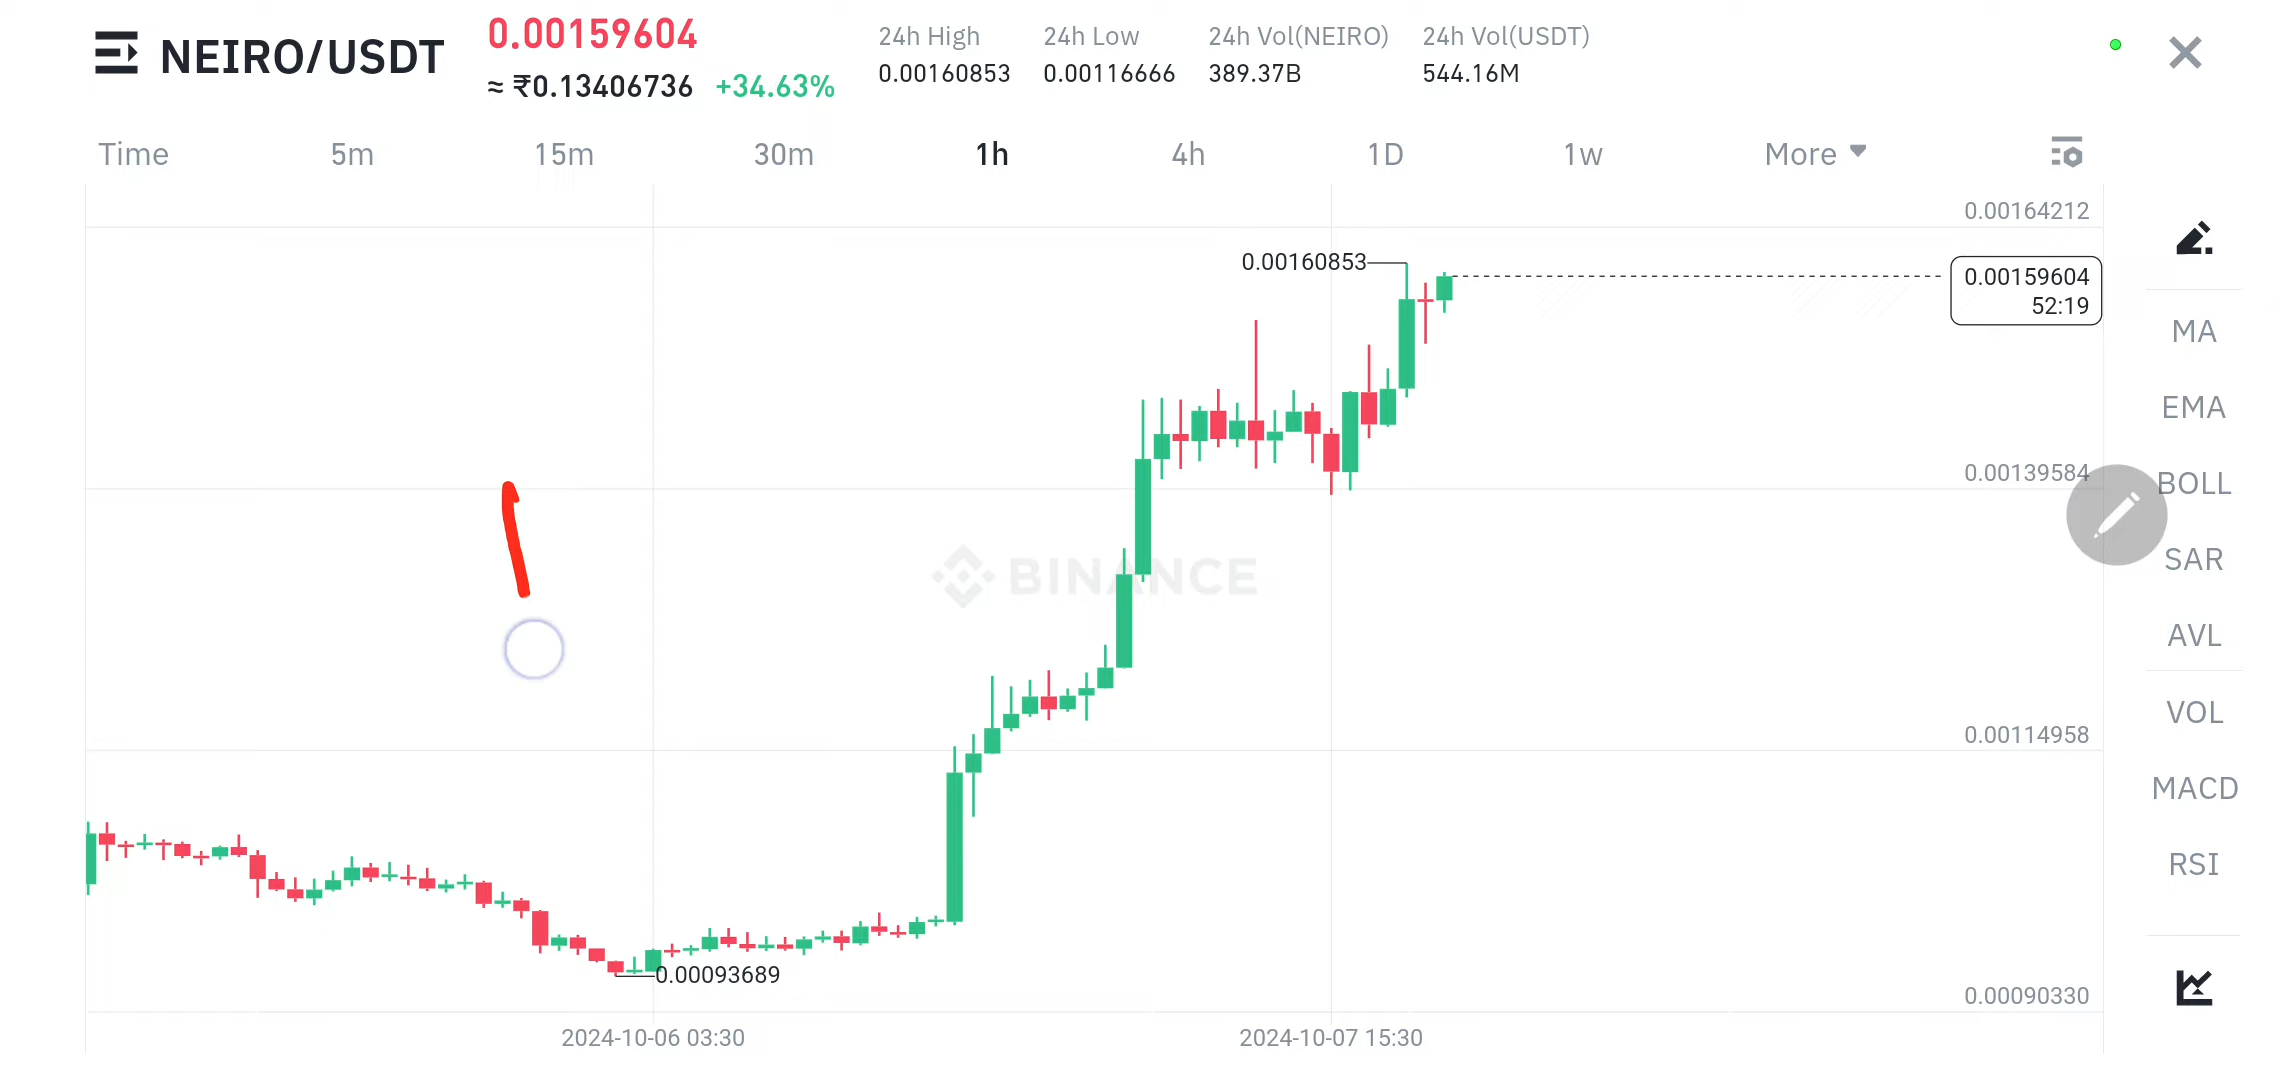 NEIRO/USDT
0.00159604
≈ ₹0.13406736 +34.63%
24h High
0.00160853
24h Low
0.00116666
24h Vol(NEIRO)
389.37B
24h Vol(USDT)
544.16M
Time 5m 15m 30m 1h 4h 1D 1w More
0.00164212
0.00160853
0.00159604
52:19
0.00139584
BINANCE
0.00114958
0.00093689
0.00090330
2024-10-06 03:30 2024-10-07 15:30
MA
EMA
BOLL
SAR
AVL
VOL
MACD
RSI